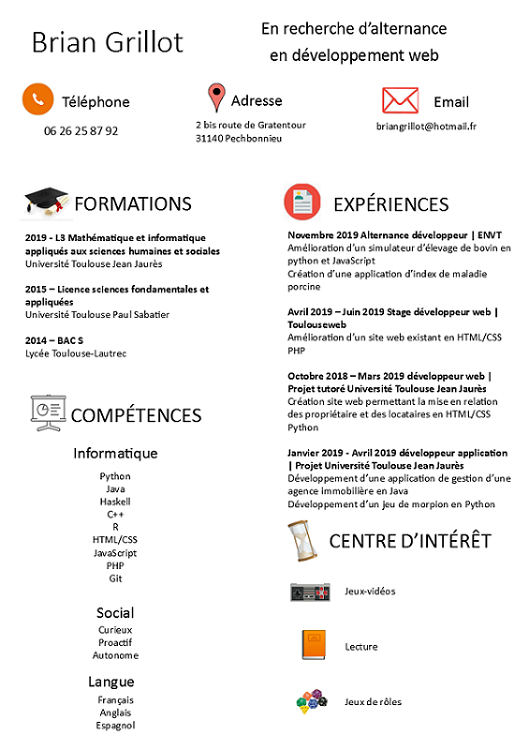 Brian Grillot
En recherche d’alternance
en développement web
Téléphone
06 26 25 87 92
Adresse
2 bis route de Gratentour
31140 Pechbonnieu
Email
briangrillot@hotmail.fr
FORMATIONS
2019 - L3 Mathématique et informatique
appliqués aux sciences humaines et sociales
Université Toulouse Jean Jaurès
2015 – Licence sciences fondamentales et
appliquées
Université Toulouse Paul Sabatier
2014 – BAC S
Lycée Toulouse-Lautrec
COMPÉTENCES
Informatique
Python
Java
Haskell
C++
R
HTML/CSS
JavaScript
PHP
Git
Social
Curieux
Proactif
Autonome
Langue
Français
Anglais
Espagnol
EXPÉRIENCES
Novembre 2019 Alternance développeur | ENVT
Amélioration d’un simulateur d’élevage de bovin en
python et JavaScript
Création d’une application d’index de maladie
porcine
Avril 2019 – Juin 2019 Stage développeur web |
Toulouseweb
Amélioration d’un site web existant en HTML/CSS
PHP
Octobre 2018 – Mars 2019 développeur web |
Projet tutoré Université Toulouse Jean Jaurès
Création site web permettant la mise en relation
des propriétaire et des locataires en HTML/CSS
Python
Janvier 2019 - Avril 2019 développeur application
| Projet Université Toulouse Jean Jaurès
Développement d’une application de gestion d’une
agence immobilière en Java
Développement d’un jeu de morpion en Python
CENTRE D’INTÉRÊT
Jeux-vidéos
Lecture
Jeux de rôles